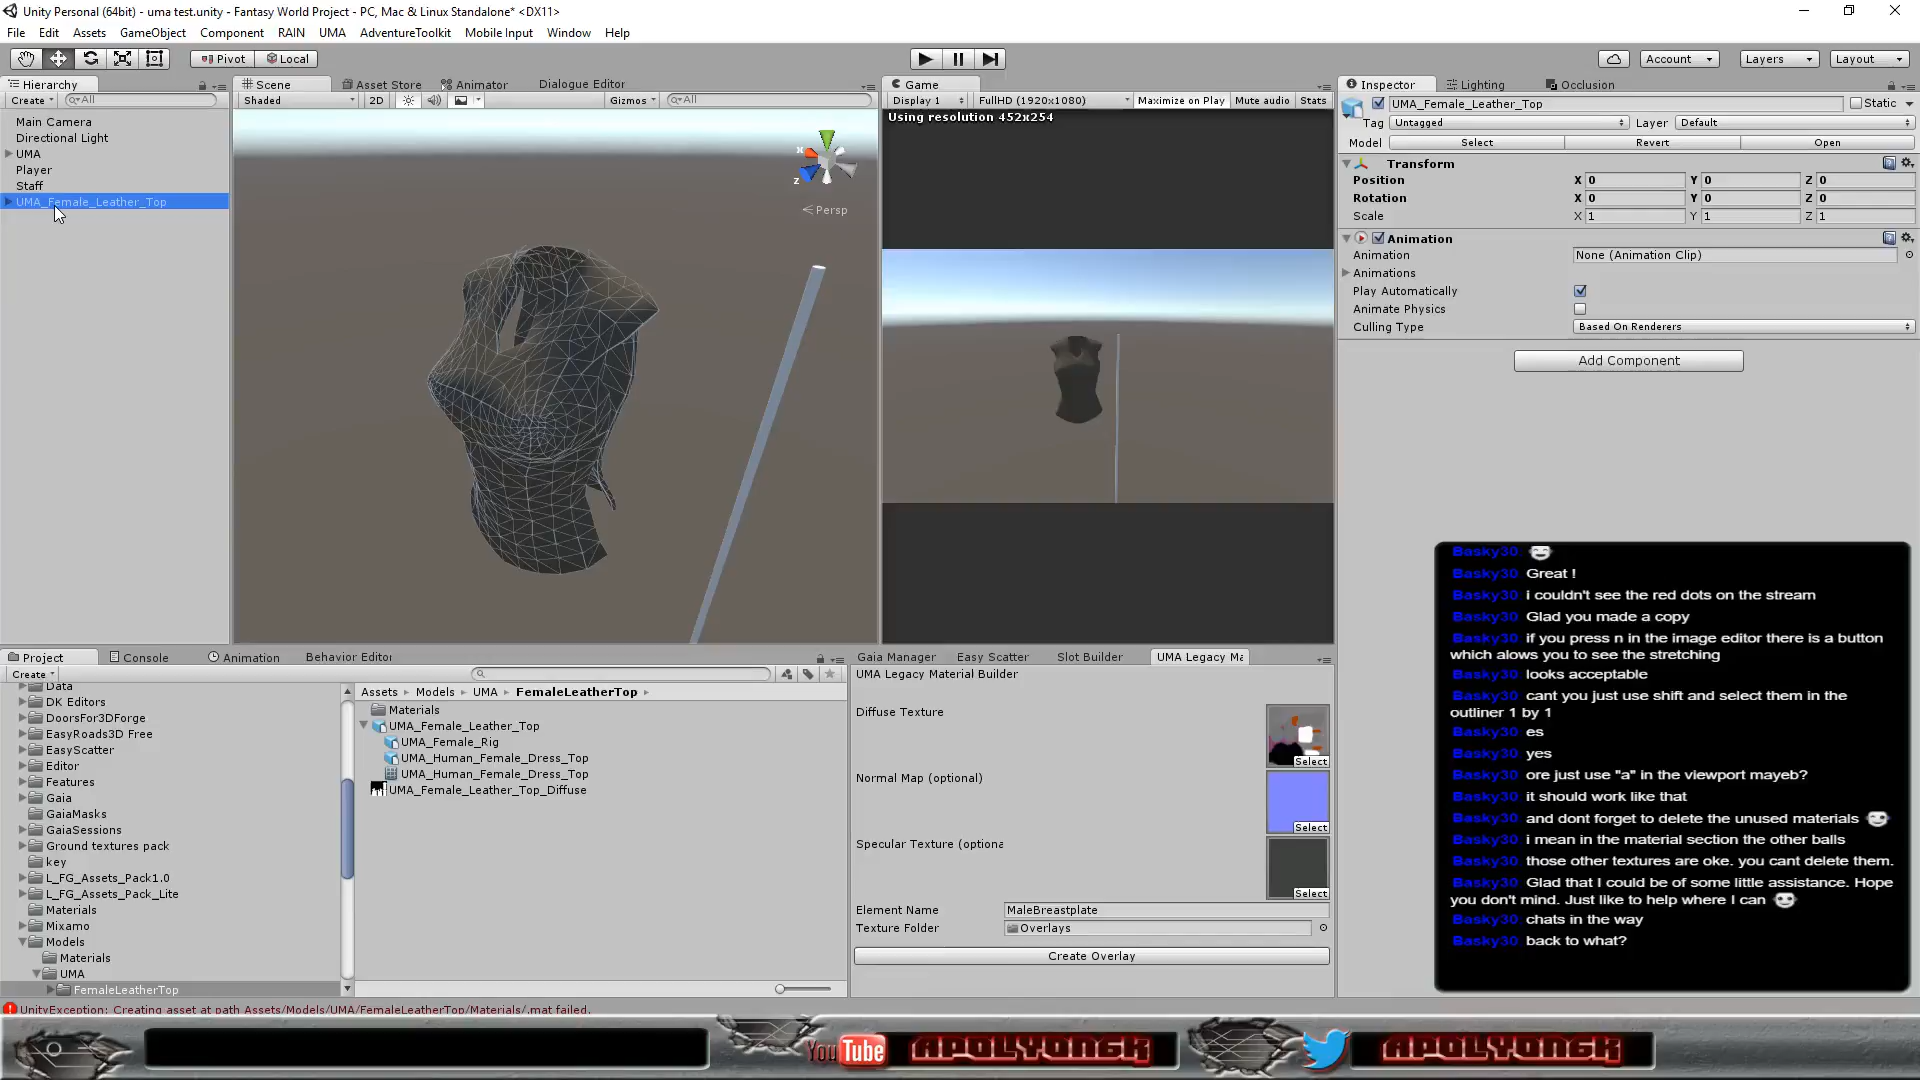 Unity Personal (64bit) - uma test.unity - Fantasy World Project - PC, Mac & Linux Standalone* <DX11>
File Edit Assets GameObject Component RAIN UMA AdventureToolkit Mobile Input Window Help
Pivot Local Account Layers Layout
Hierarchy
Create All
Main Camera
Directional Light
UMA
Player
Staff
UMA_Female_Leather_Top
Scene Asset Store Animator Dialogue Editor
Shaded 2D Gizmos All
x
z
Persp
Game
Display 1 FullHD (1920x1080) Maximize on Play Mute audio Stats
Using resolution 452x254
Inspector Lighting Occlusion
UMA_Female_Leather_Top Static
Tag Untagged Layer Default
Model Select Revert Open
Transform
Position X 0 Y 0 Z 0
Rotation X 0 Y 0 Z 0
Scale X 1 Y 1 Z 1
Animation
Animation None (Animation Clip)
Animations
Play Automatically
Animate Physics
Culling Type Based On Renderers
Add Component
Basky30
Basky30 Great !
Basky30 i couldn't see the red dots on the stream
Basky30 Glad you made a copy
Basky30 if you press n in the image editor there is a button
which alows you to see the stretching
Basky30 looks acceptable
Basky30 cant you just use shift and select them in the
outliner 1 by 1
Basky30 es
Basky30 yes
Basky30 ore just use "a" in the viewport mayeb?
Basky30 it should work like that
Basky30 and dont forget to delete the unused materials
Basky30 i mean in the material section the other balls
Basky30 those other textures are oke. you cant delete them.
Basky30 Glad that I could be of some little assistance. Hope
you don't mind. Just like to help where I can
Basky30 chats in the way
Basky30 back to what?
Project Console Animation Behavior Editor
Create
Data
DK Editors
DoorsFor3DForge
EasyRoads3D Free
EasyScatter
Editor
Features
Gaia
GaiaMasks
GaiaSessions
Ground textures pack
key
L_FG_Assets_Pack1.0
L_FG_Assets_Pack_Lite
Materials
Mixamo
Models
Materials
UMA
FemaleLeatherTop
Assets Models UMA FemaleLeatherTop
Materials
UMA_Female_Leather_Top
UMA_Female_Rig
UMA_Human_Female_Dress_Top
UMA_Human_Female_Dress_Top
UMA_Female_Leather_Top_Diffuse
Gaia Manager Easy Scatter Slot Builder UMA Legacy Ma
UMA Legacy Material Builder
Diffuse Texture
Select
Normal Map (optional)
Select
Specular Texture (optiona
Select
Element Name MaleBreastplate
Texture Folder Overlays
Create Overlay
UnityException: Creating asset at path Assets/Models/UMA/FemaleLeatherTop/Materials/.mat failed.
YouTube APOLYON6K APOLYON6K